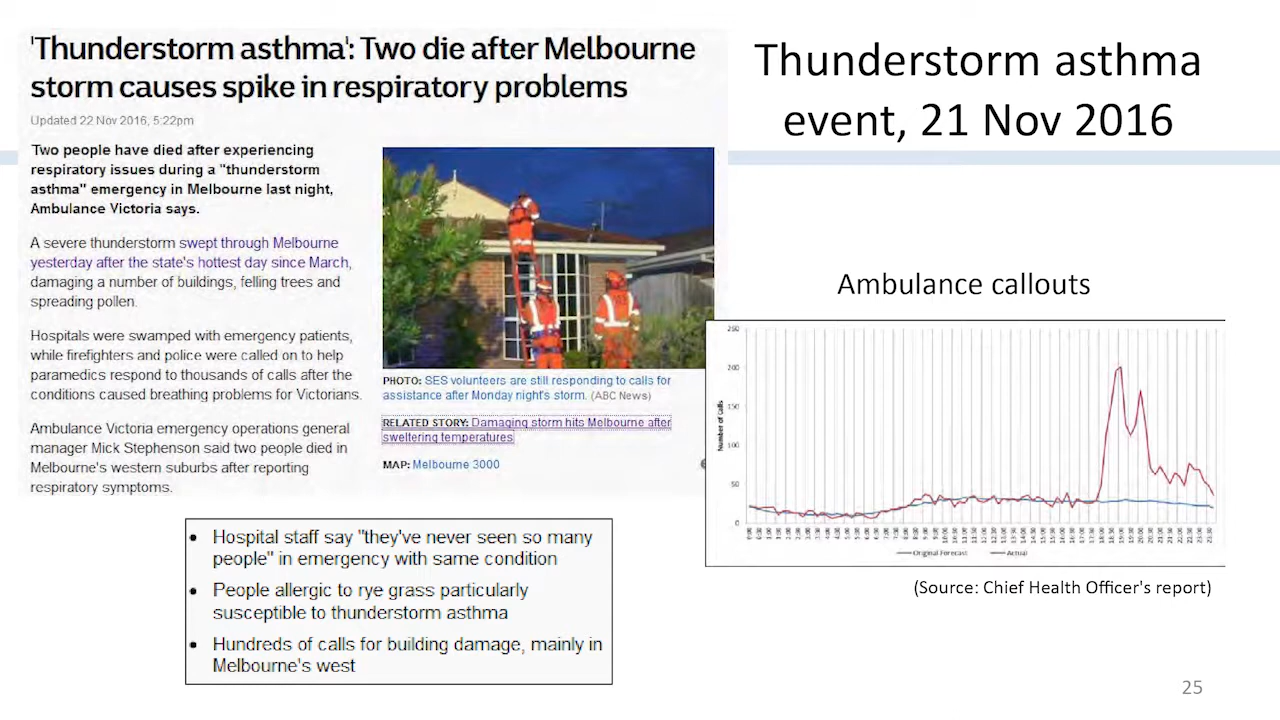 'Thunderstorm asthma': Two die after Melbourne
storm causes spike in respiratory problems
Updated 22 Nov 2016, 5:22pm
Two people have died after experiencing
respiratory issues during a "thunderstorm
asthma" emergency in Melbourne last night,
Ambulance Victoria says.
A severe thunderstorm swept through Melbourne
yesterday after the state's hottest day since March,
damaging a number of buildings, felling trees and
spreading pollen.
Hospitals were swamped with emergency patients,
while firefighters and police were called on to help
paramedics respond to thousands of calls after the
conditions caused breathing problems for Victorians.
Ambulance Victoria emergency operations general
manager Mick Stephenson said two people died in
Melbourne's western suburbs after reporting
respiratory symptoms.
PHOTO: SES volunteers are still responding to calls for
assistance after Monday night's storm. (ABC News)
RELATED STORY: Damaging storm hits Melbourne after
sweltering temperatures
MAP: Melbourne 3000
• Hospital staff say "they've never seen so many
people" in emergency with same condition
• People allergic to rye grass particularly
susceptible to thunderstorm asthma
• Hundreds of calls for building damage, mainly in
Melbourne's west
Thunderstorm asthma
event, 21 Nov 2016
Ambulance callouts
Number of Calls
250
200
150
100
50
0
Original Forecast
Actual
(Source: Chief Health Officer's report)
25